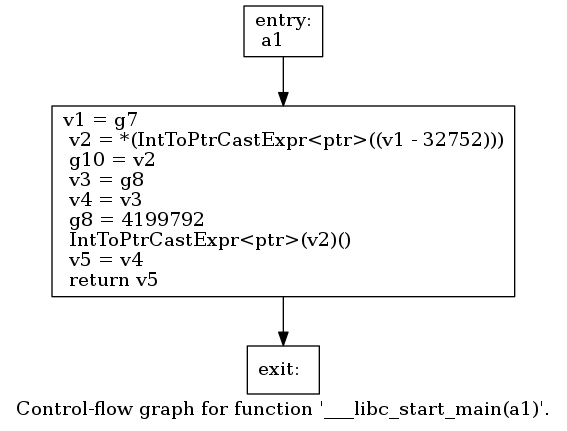 entry:
a1
v1 = g7
v2 = *(IntToPtrCastExpr<ptr>((v1 - 32752)))
g10 = v2
v3 = g8
v4 = v3
g8 = 4199792
IntToPtrCastExpr<ptr>(v2)()
v5 = v4
return v5
exit:
Control-flow graph for function '___libc_start_main(a1)'.